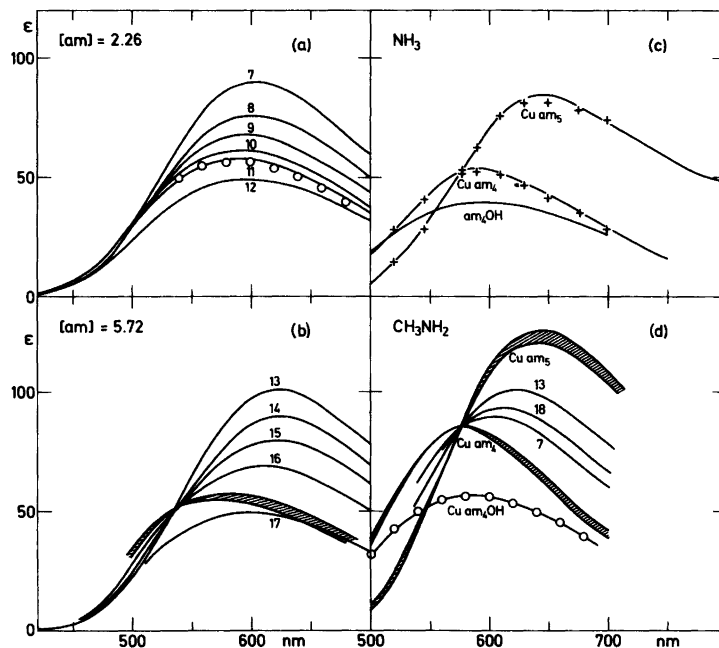 ε [am] = 2.26 (a) NH₃ (c)
100
7
8
9
10
11
12
50
0
Cu am₅
Cu am₄
am₄OH
ε [am] = 5.72 (b) CH₃NH₂ (d)
100
13
14
15
16
17
50
0
Cu am₅
13
18
7
Cu am₄
Cu am₄OH
500 600 nm 500 600 700 nm